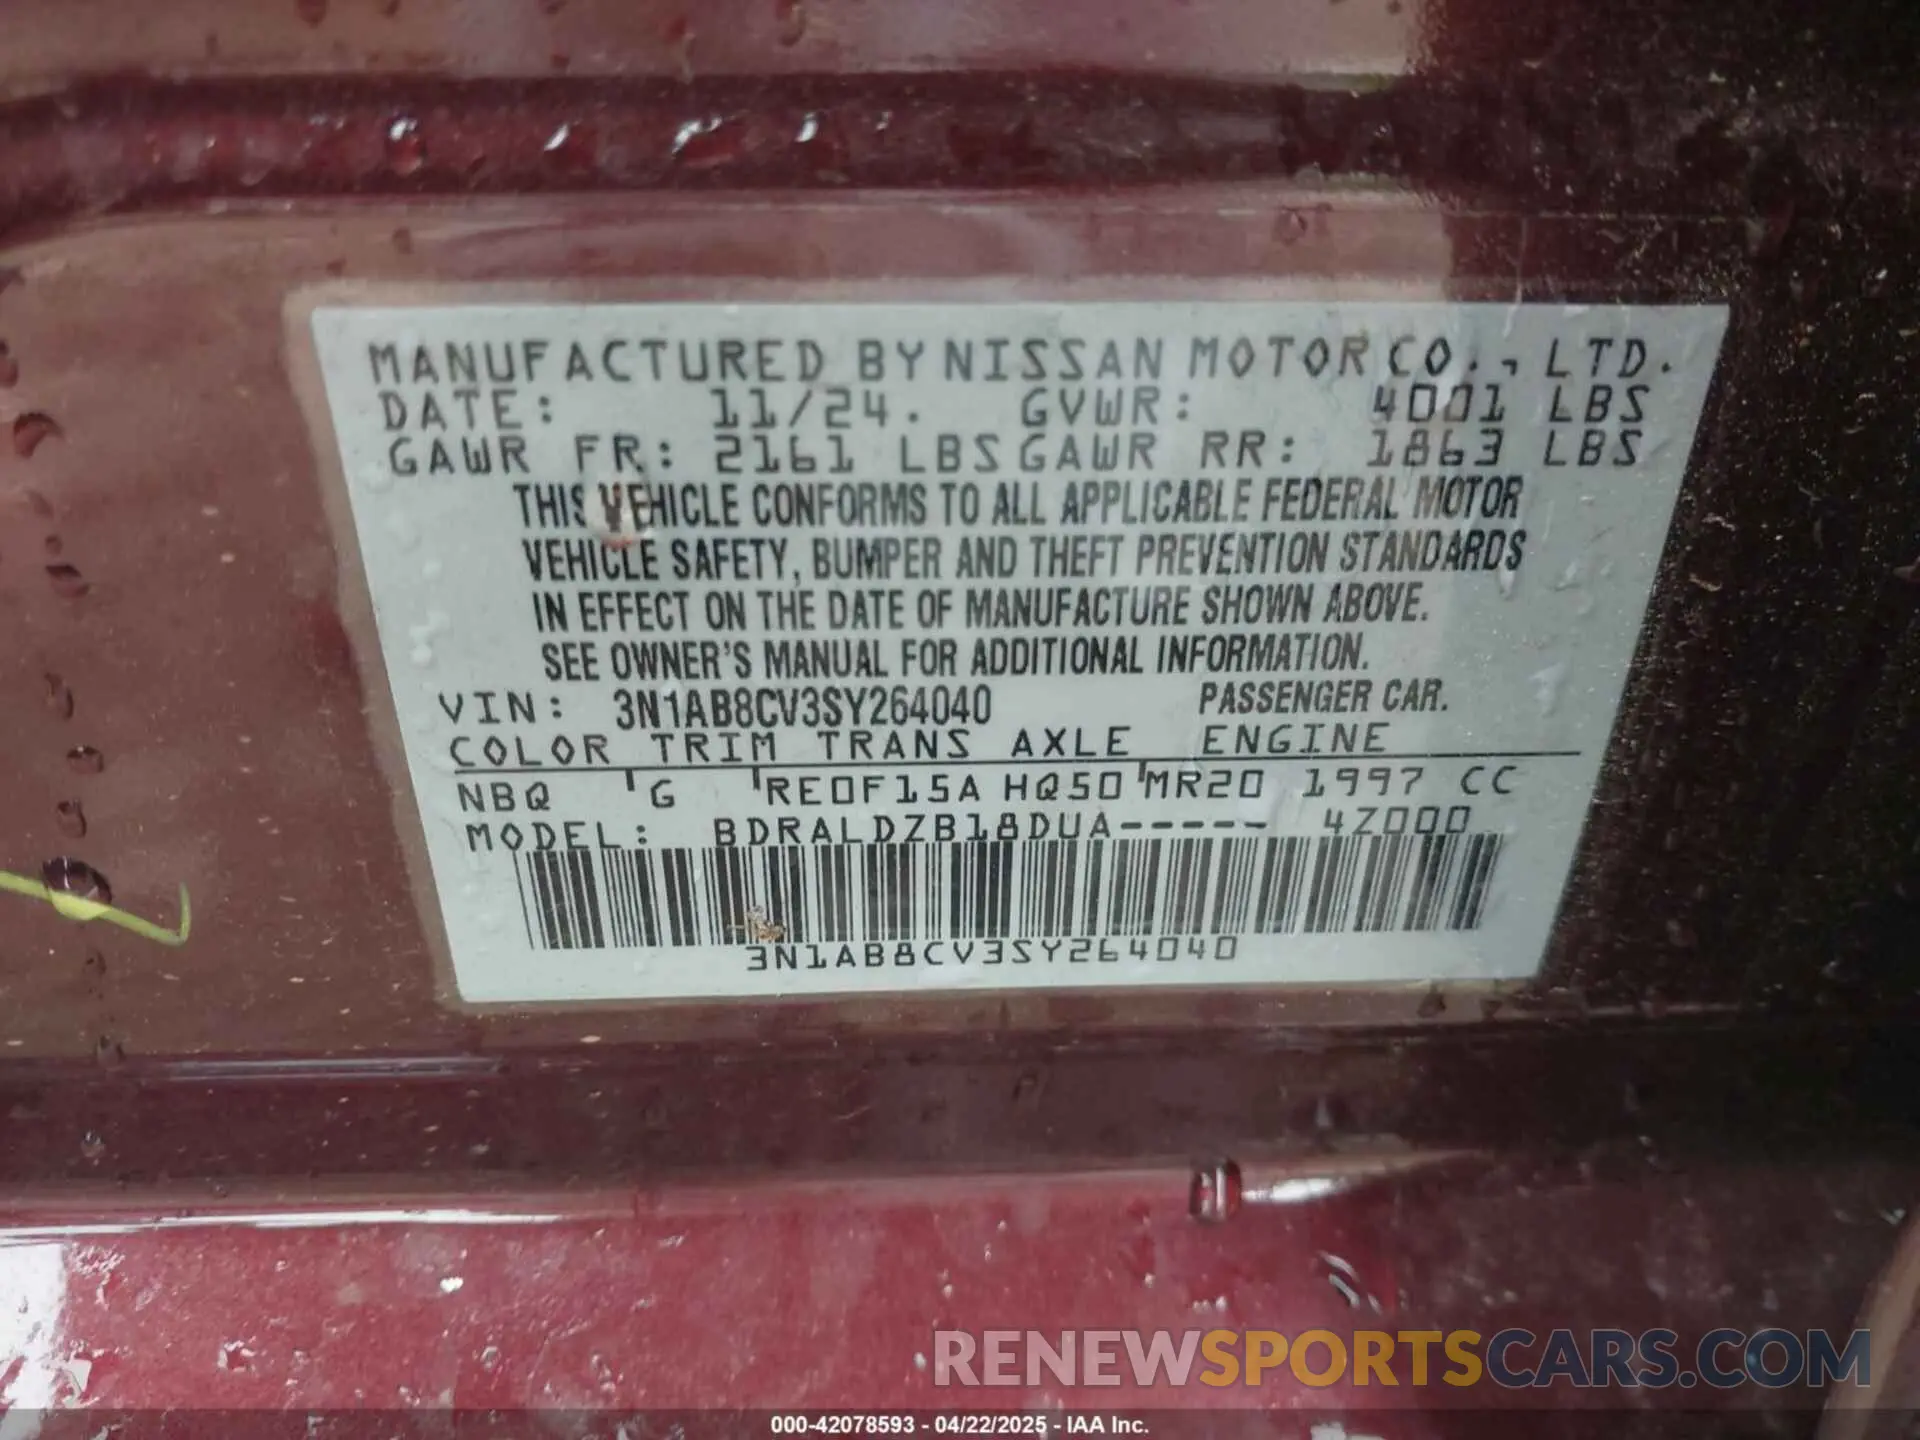 MANUFACTURED BY NISSAN MOTOR CO., LTD.
DATE: 11/24. GVWR: 4001 LBS
GAWR FR: 2161 LBS GAWR RR: 1863 LBS
THIS VEHICLE CONFORMS TO ALL APPLICABLE FEDERAL MOTOR
VEHICLE SAFETY, BUMPER AND THEFT PREVENTION STANDARDS
IN EFFECT ON THE DATE OF MANUFACTURE SHOWN ABOVE.
SEE OWNER'S MANUAL FOR ADDITIONAL INFORMATION.
VIN: 3N1AB8CV3SY264040 PASSENGER CAR.
COLOR TRIM TRANS AXLE ENGINE
NBQ G RE0F15A HQ50 MR20 1997 CC
MODEL: BDRALDZB18DUA----- 4Z000
3N1AB8CV3SY264040
RENEWSPORTSCARS.COM
000-42078593 - 04/22/2025 - IAA Inc.